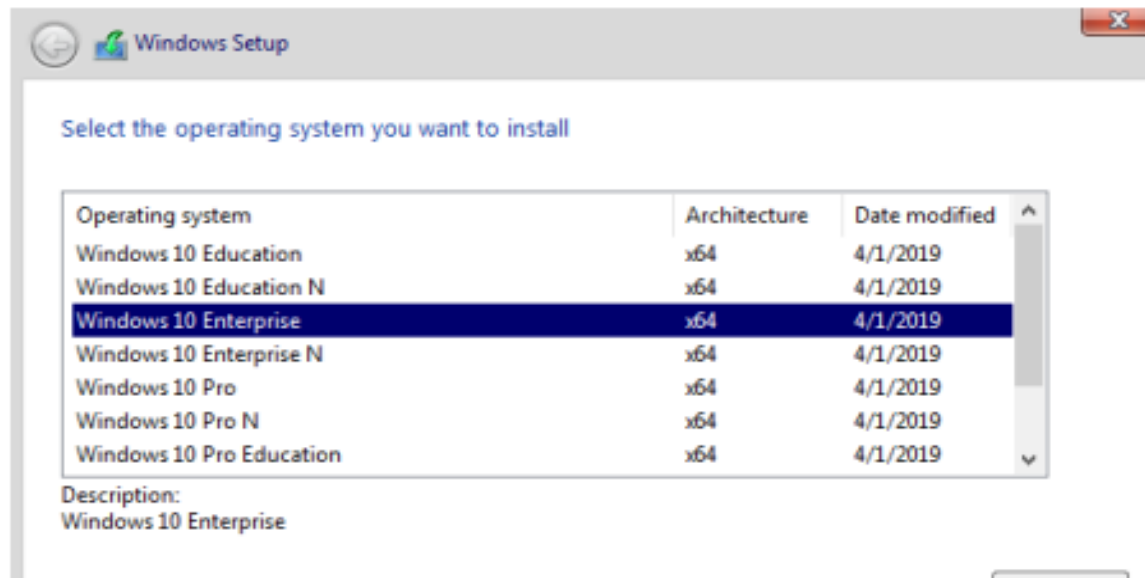 Windows Setup
Select the operating system you want to install
Operating system Architecture Date modified
Windows 10 Education x64 4/1/2019
Windows 10 Education N x64 4/1/2019
Windows 10 Enterprise x64 4/1/2019
Windows 10 Enterprise N x64 4/1/2019
Windows 10 Pro x64 4/1/2019
Windows 10 Pro N x64 4/1/2019
Windows 10 Pro Education x64 4/1/2019
Description:
Windows 10 Enterprise